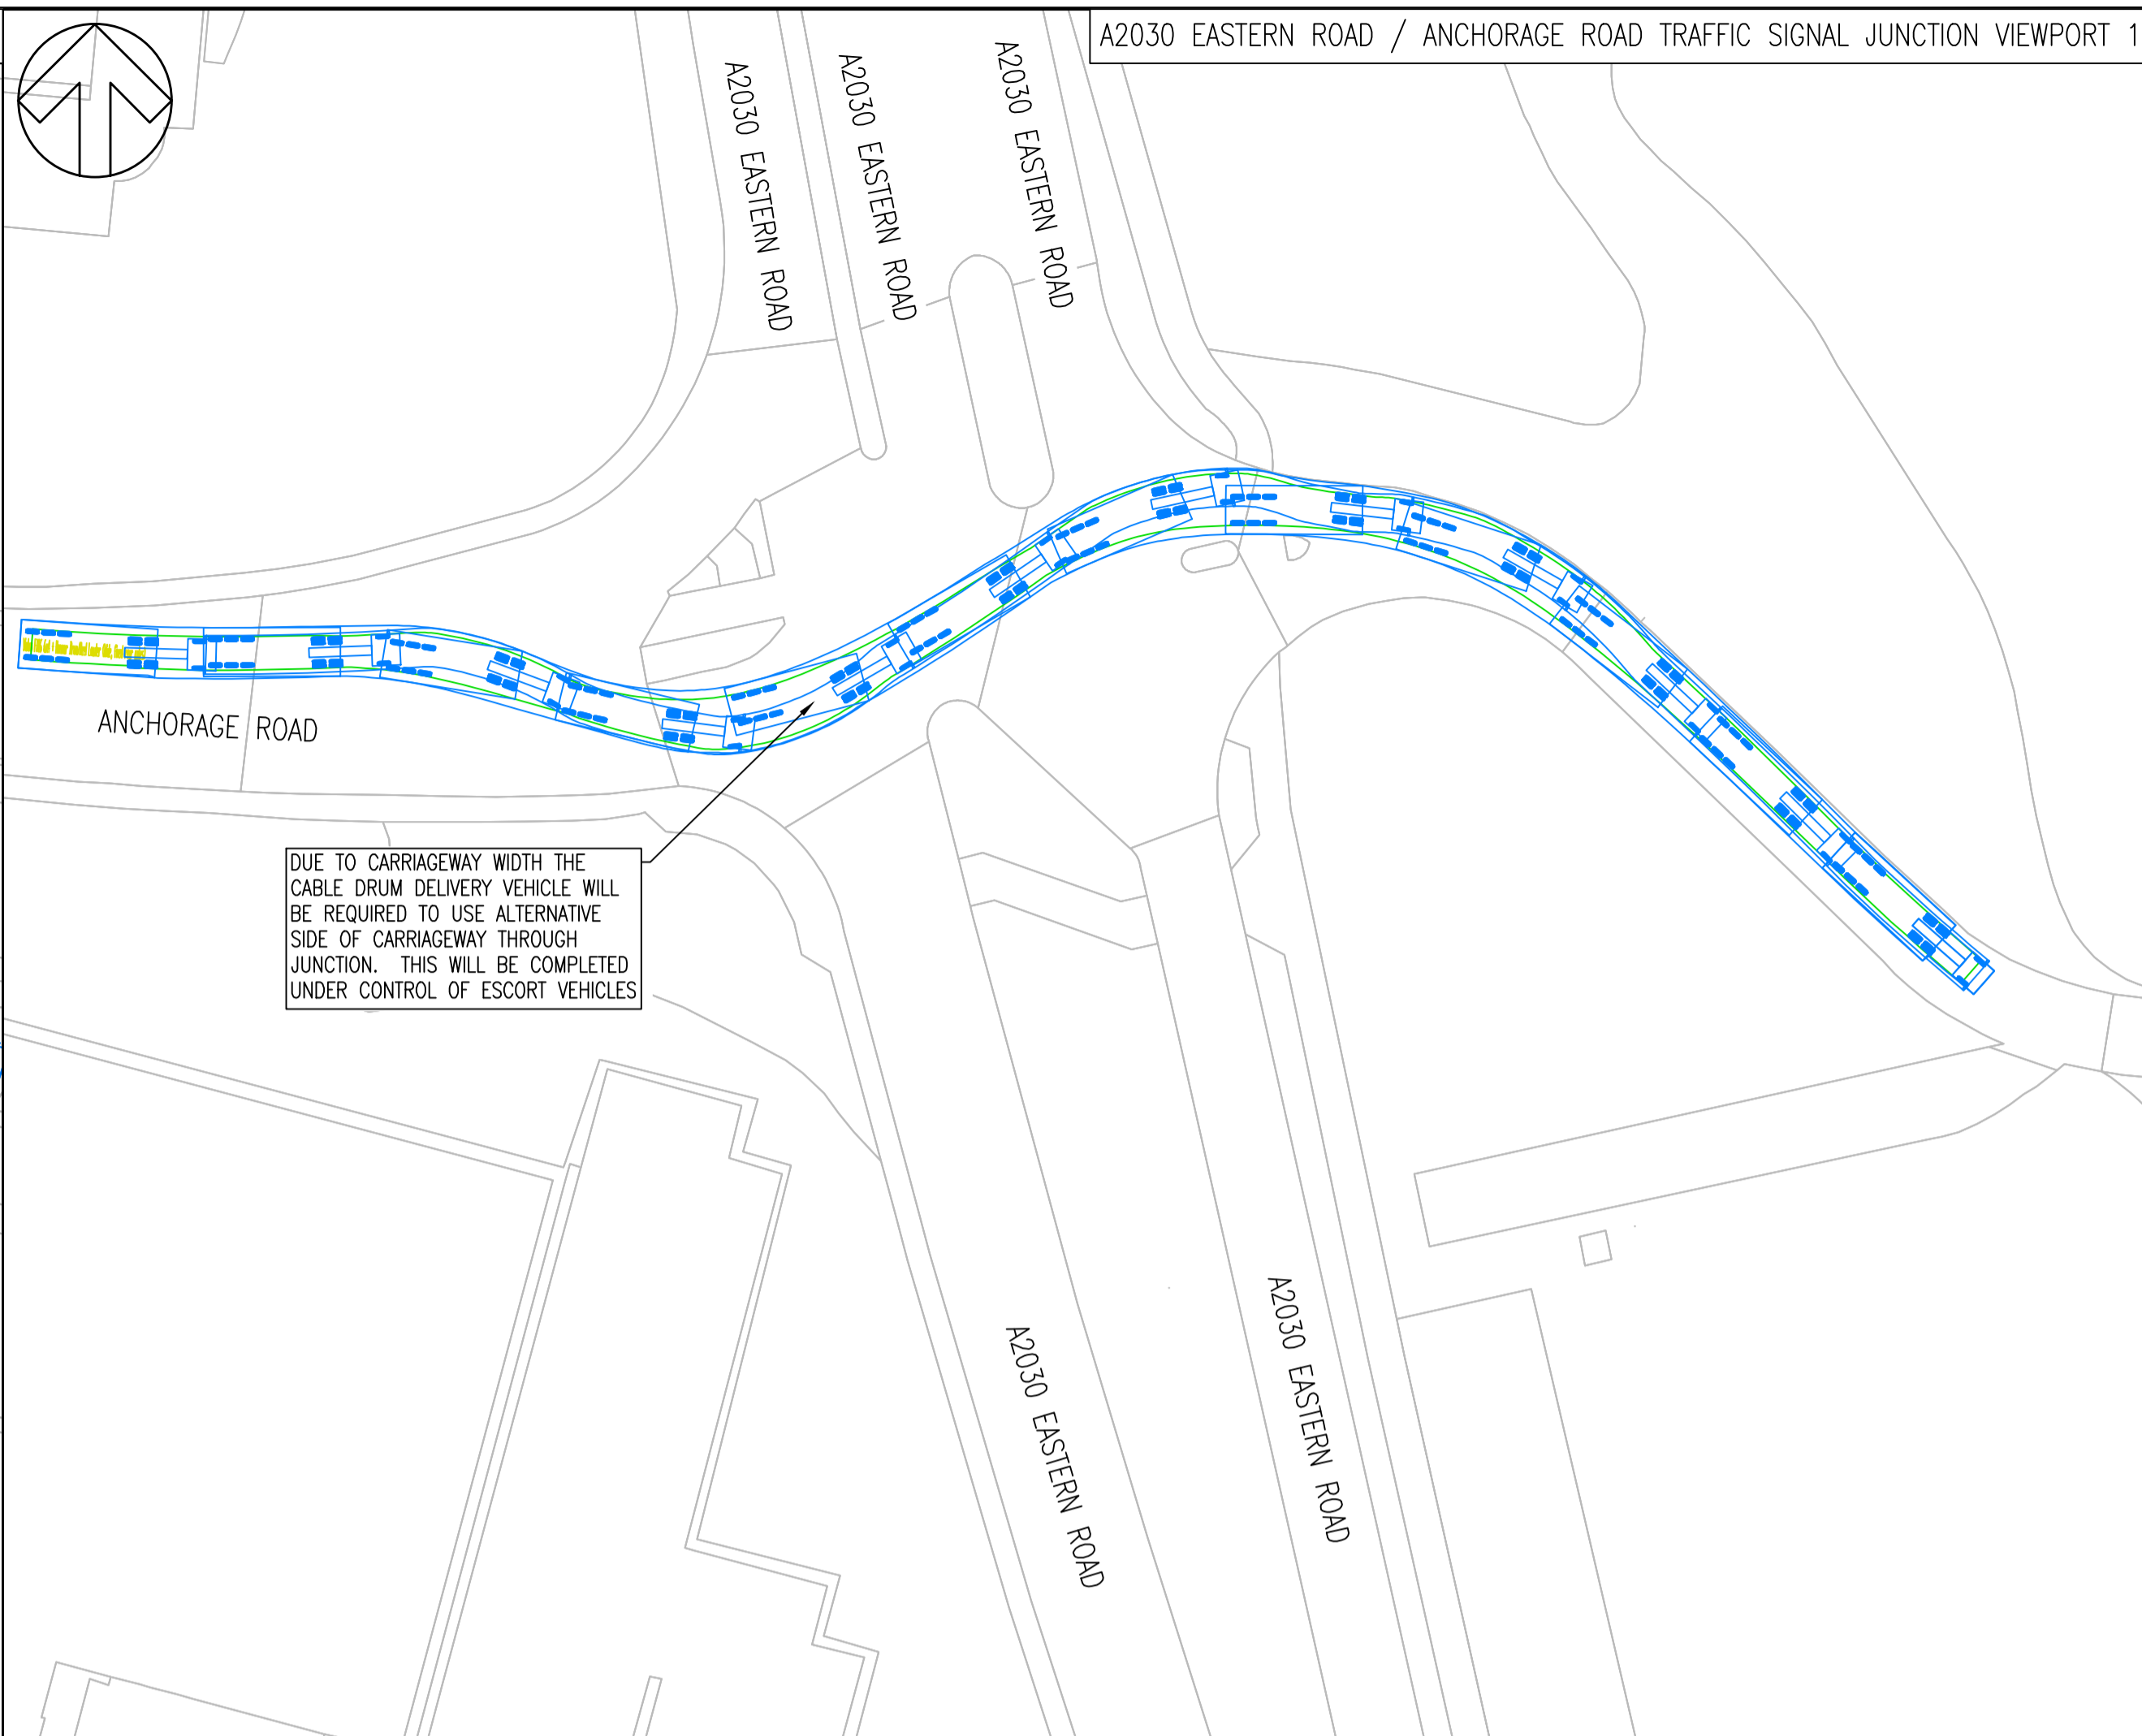 A2030 EASTERN ROAD / ANCHORAGE ROAD TRAFFIC SIGNAL JUNCTION VIEWPORT 1
A2030 EASTERN ROAD
A2030 EASTERN ROAD
A2030 EASTERN ROAD
ANCHORAGE ROAD
DUE TO CARRIAGEWAY WIDTH THE
CABLE DRUM DELIVERY VEHICLE WILL
BE REQUIRED TO USE ALTERNATIVE
SIDE OF CARRIAGEWAY THROUGH
JUNCTION. THIS WILL BE COMPLETED
UNDER CONTROL OF ESCORT VEHICLES
A2030 EASTERN ROAD
A2030 EASTERN ROAD